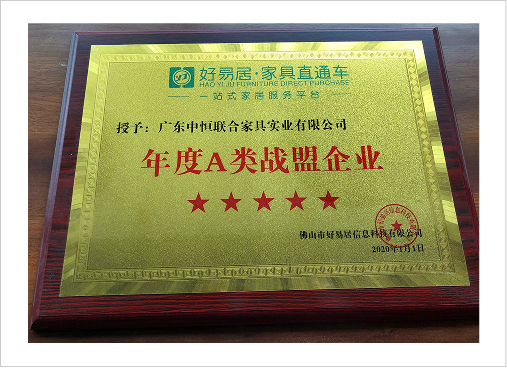 好易居·家具直通车
HAO YI JU FURNITURE DIRECT PURCHASE
一站式家居服务平台
授予：广东中恒联合家具实业有限公司
年度A类战盟企业
佛山市好易居信息科技有限公司
2020年1月1日